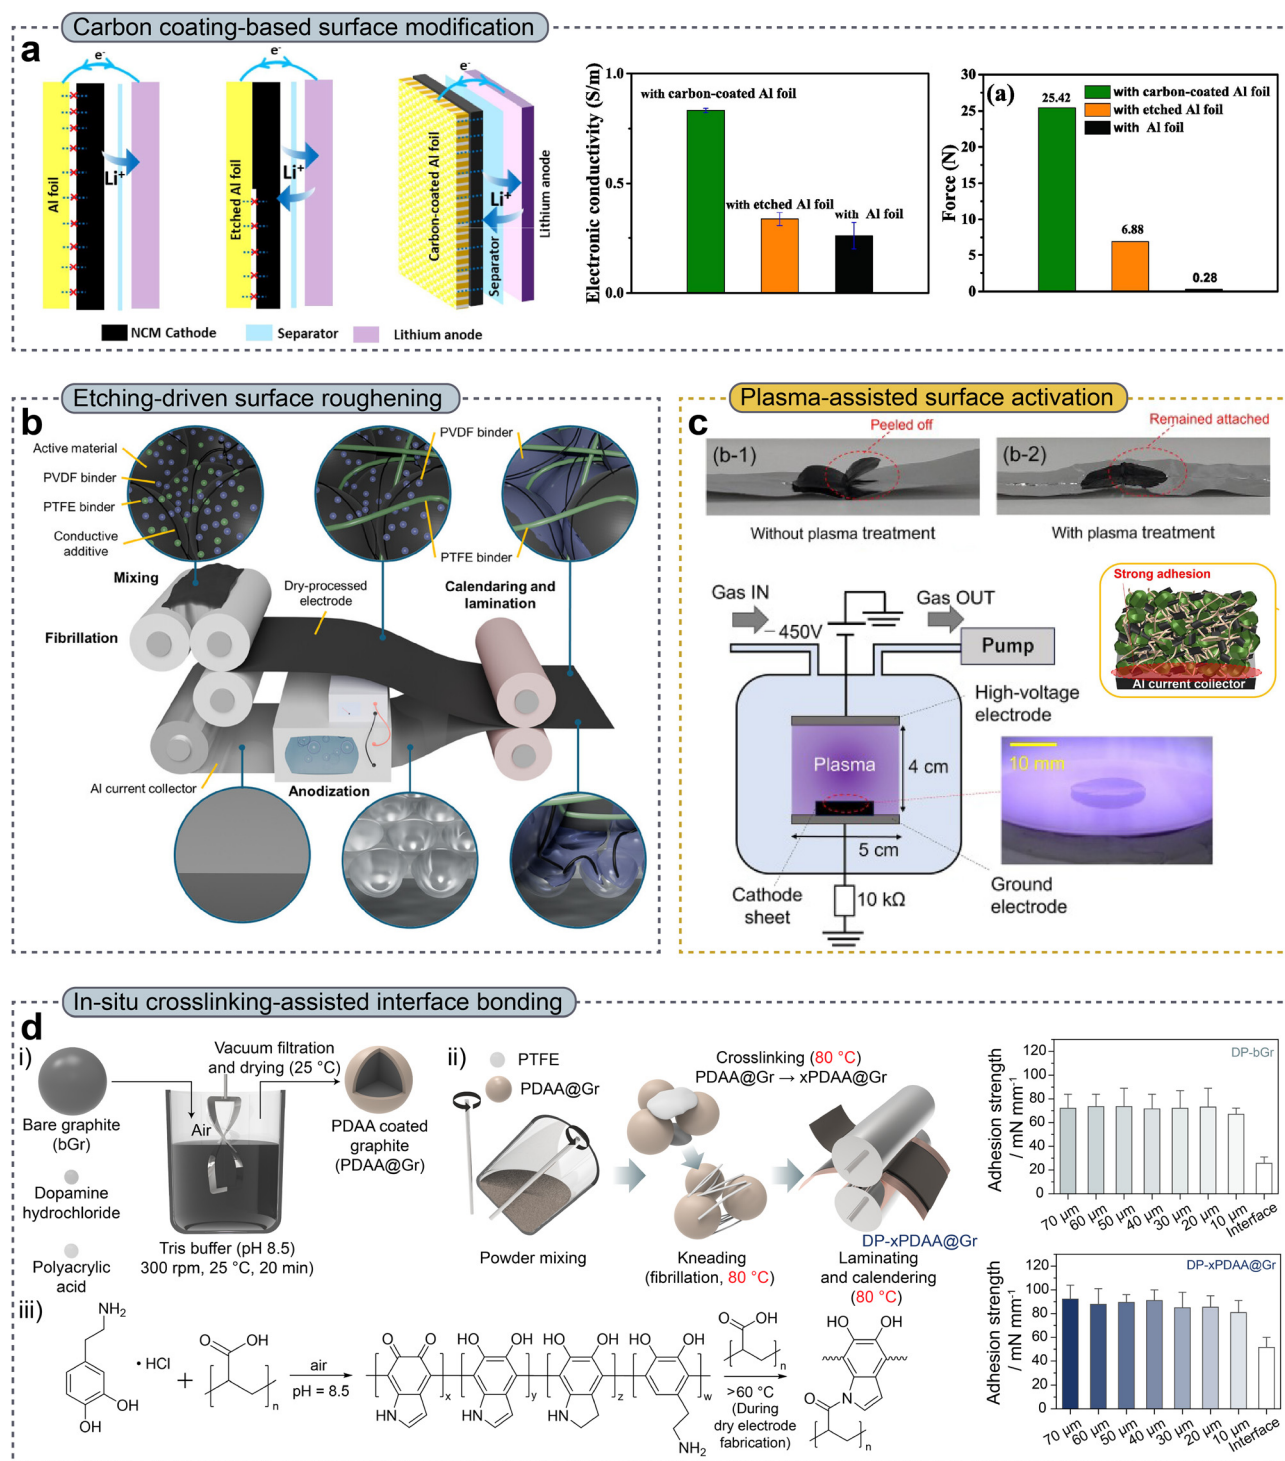 Carbon coating-based surface modification
a
e⁻
e⁻
e⁻
Al foil
Li⁺
Etched Al foil
Li⁺
Carbon-coated Al foil
Li⁺
Separator
Lithium anode
NCM Cathode
Separator
Lithium anode
Electronic conductivity (S/m)
1.0
0.5
0.0
with carbon-coated Al foil
with etched Al foil
with Al foil
(a)
Force (N)
30
25
20
15
10
5
0
25.42
6.88
0.28
with carbon-coated Al foil
with etched Al foil
with Al foil
Etching-driven surface roughening
b
Active material
PVDF binder
PTFE binder
Conductive
additive
PVDF binder
PTFE binder
Mixing
Fibrillation
Dry-processed
electrode
Calendaring and
lamination
Al current collector
Anodization
Plasma-assisted surface activation
c
Peeled off
Remained attached
(b-1)
(b-2)
Without plasma treatment
With plasma treatment
Gas IN
Gas OUT
−450V
Pump
Strong adhesion
Al current collector
High-voltage
electrode
Plasma
4 cm
10 mm
5 cm
Cathode
sheet
10 kΩ
Ground
electrode
In-situ crosslinking-assisted interface bonding
d
i)
Bare graphite
(bGr)
Dopamine
hydrochloride
Polyacrylic
acid
Vacuum filtration
and drying (25 °C)
Air
Tris buffer (pH 8.5)
300 rpm, 25 °C, 20 min)
PDAA coated
graphite
(PDAA@Gr)
ii)
PTFE
PDAA@Gr
Powder mixing
Crosslinking (80 °C)
PDAA@Gr → xPDAA@Gr
Kneading
(fibrillation, 80 °C)
DP-xPDAA@Gr
Laminating
and calendering
(80 °C)
DP-bGr
Adhesion strength
/ mN mm⁻¹
120
100
80
60
40
20
0
70 µm
60 µm
50 µm
40 µm
30 µm
20 µm
10 µm
Interface
DP-xPDAA@Gr
Adhesion strength
/ mN mm⁻¹
120
100
80
60
40
20
0
70 µm
60 µm
50 µm
40 µm
30 µm
20 µm
10 µm
Interface
iii)
NH₂
OH
OH
• HCl
+
O
OH
n
air
pH = 8.5
O
O
HN
x
HO
OH
HN
y
HO
OH
HN
z
HO
OH
NH₂
w
O
OH
n
>60 °C
(During
dry electrode
fabrication)
HO
OH
O
N
n